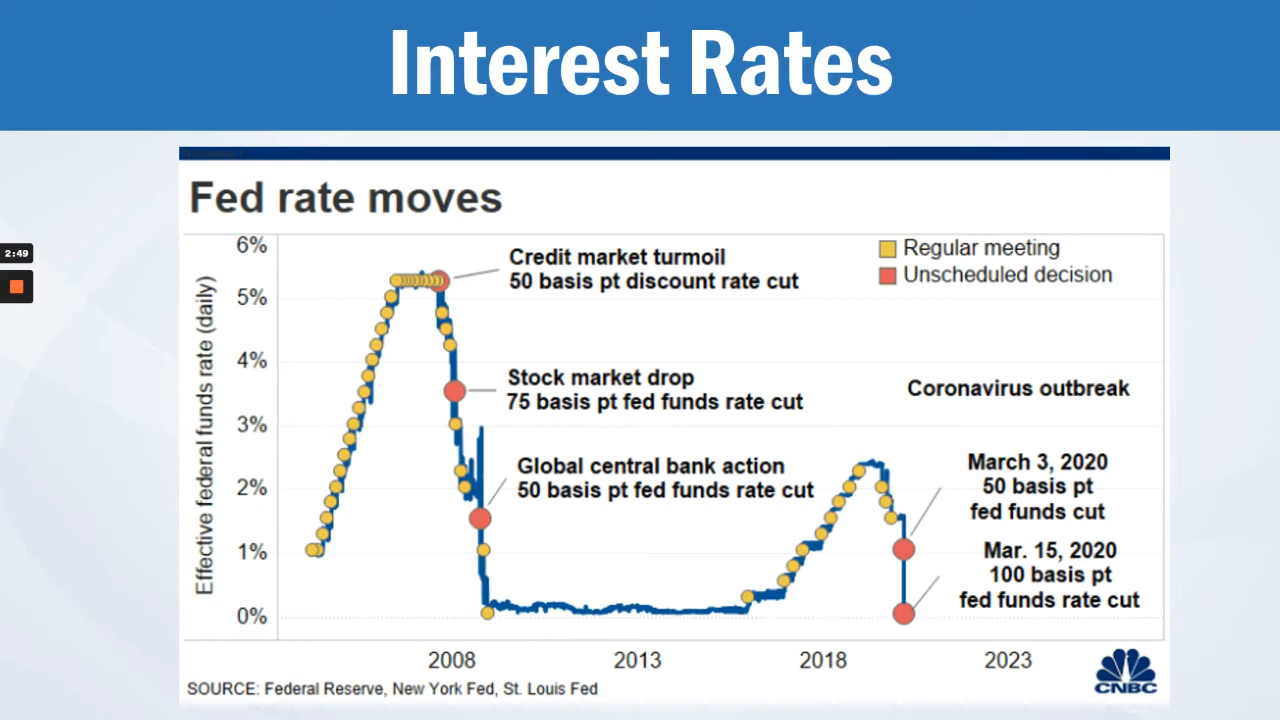 Interest Rates
2:49
Fed rate moves
Effective federal funds rate (daily)
6%
5%
4%
3%
2%
1%
0%
Credit market turmoil
50 basis pt discount rate cut
Regular meeting
Unscheduled decision
Stock market drop
75 basis pt fed funds rate cut
Coronavirus outbreak
Global central bank action
50 basis pt fed funds rate cut
March 3, 2020
50 basis pt
fed funds cut
Mar. 15, 2020
100 basis pt
fed funds rate cut
2008
2013
2018
2023
SOURCE: Federal Reserve, New York Fed, St. Louis Fed
CNBC